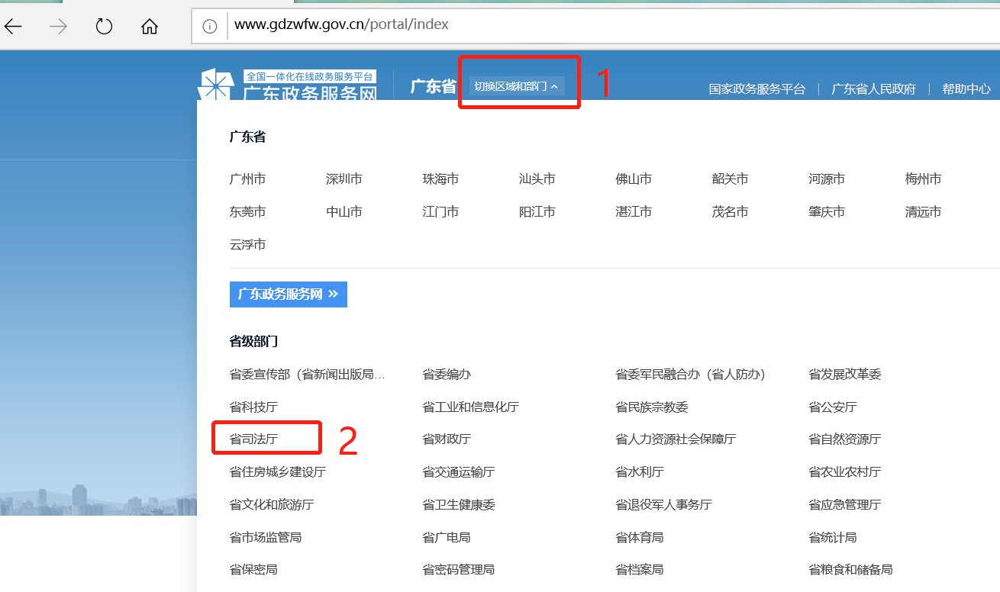 www.gdzwfw.gov.cn/portal/index
全国一体化在线政务服务平台
广东政务服务网
广东省 切换区域和部门 1
国家政务服务平台 | 广东省人民政府 | 帮助中心
广东省
广州市 深圳市 珠海市 汕头市 佛山市 韶关市 河源市 梅州市
东莞市 中山市 江门市 阳江市 湛江市 茂名市 肇庆市 清远市
云浮市
广东政务服务网 »
省级部门
省委宣传部（省新闻出版局... 省委编办 省委军民融合办（省人防办） 省发展改革委
省科技厅 省工业和信息化厅 省民族宗教委 省公安厅
省司法厅 2 省财政厅 省人力资源社会保障厅 省自然资源厅
省住房城乡建设厅 省交通运输厅 省水利厅 省农业农村厅
省文化和旅游厅 省卫生健康委 省退役军人事务厅 省应急管理厅
省市场监管局 省广电局 省体育局 省统计局
省保密局 省密码管理局 省档案局 省粮食和储备局